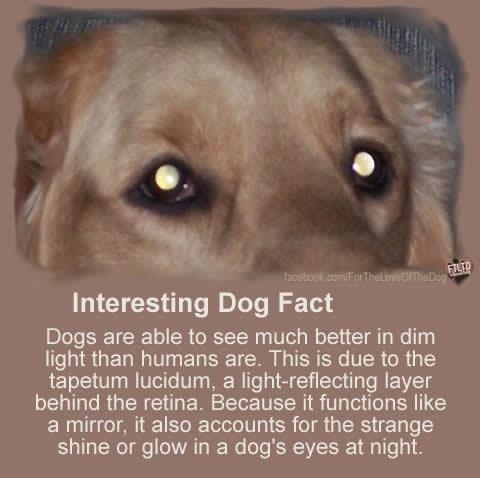 facebook.com/ForTheLoveOfTheDog
FTLTD
Interesting Dog Fact
Dogs are able to see much better in dim
light than humans are. This is due to the
tapetum lucidum, a light-reflecting layer
behind the retina. Because it functions like
a mirror, it also accounts for the strange
shine or glow in a dog's eyes at night.